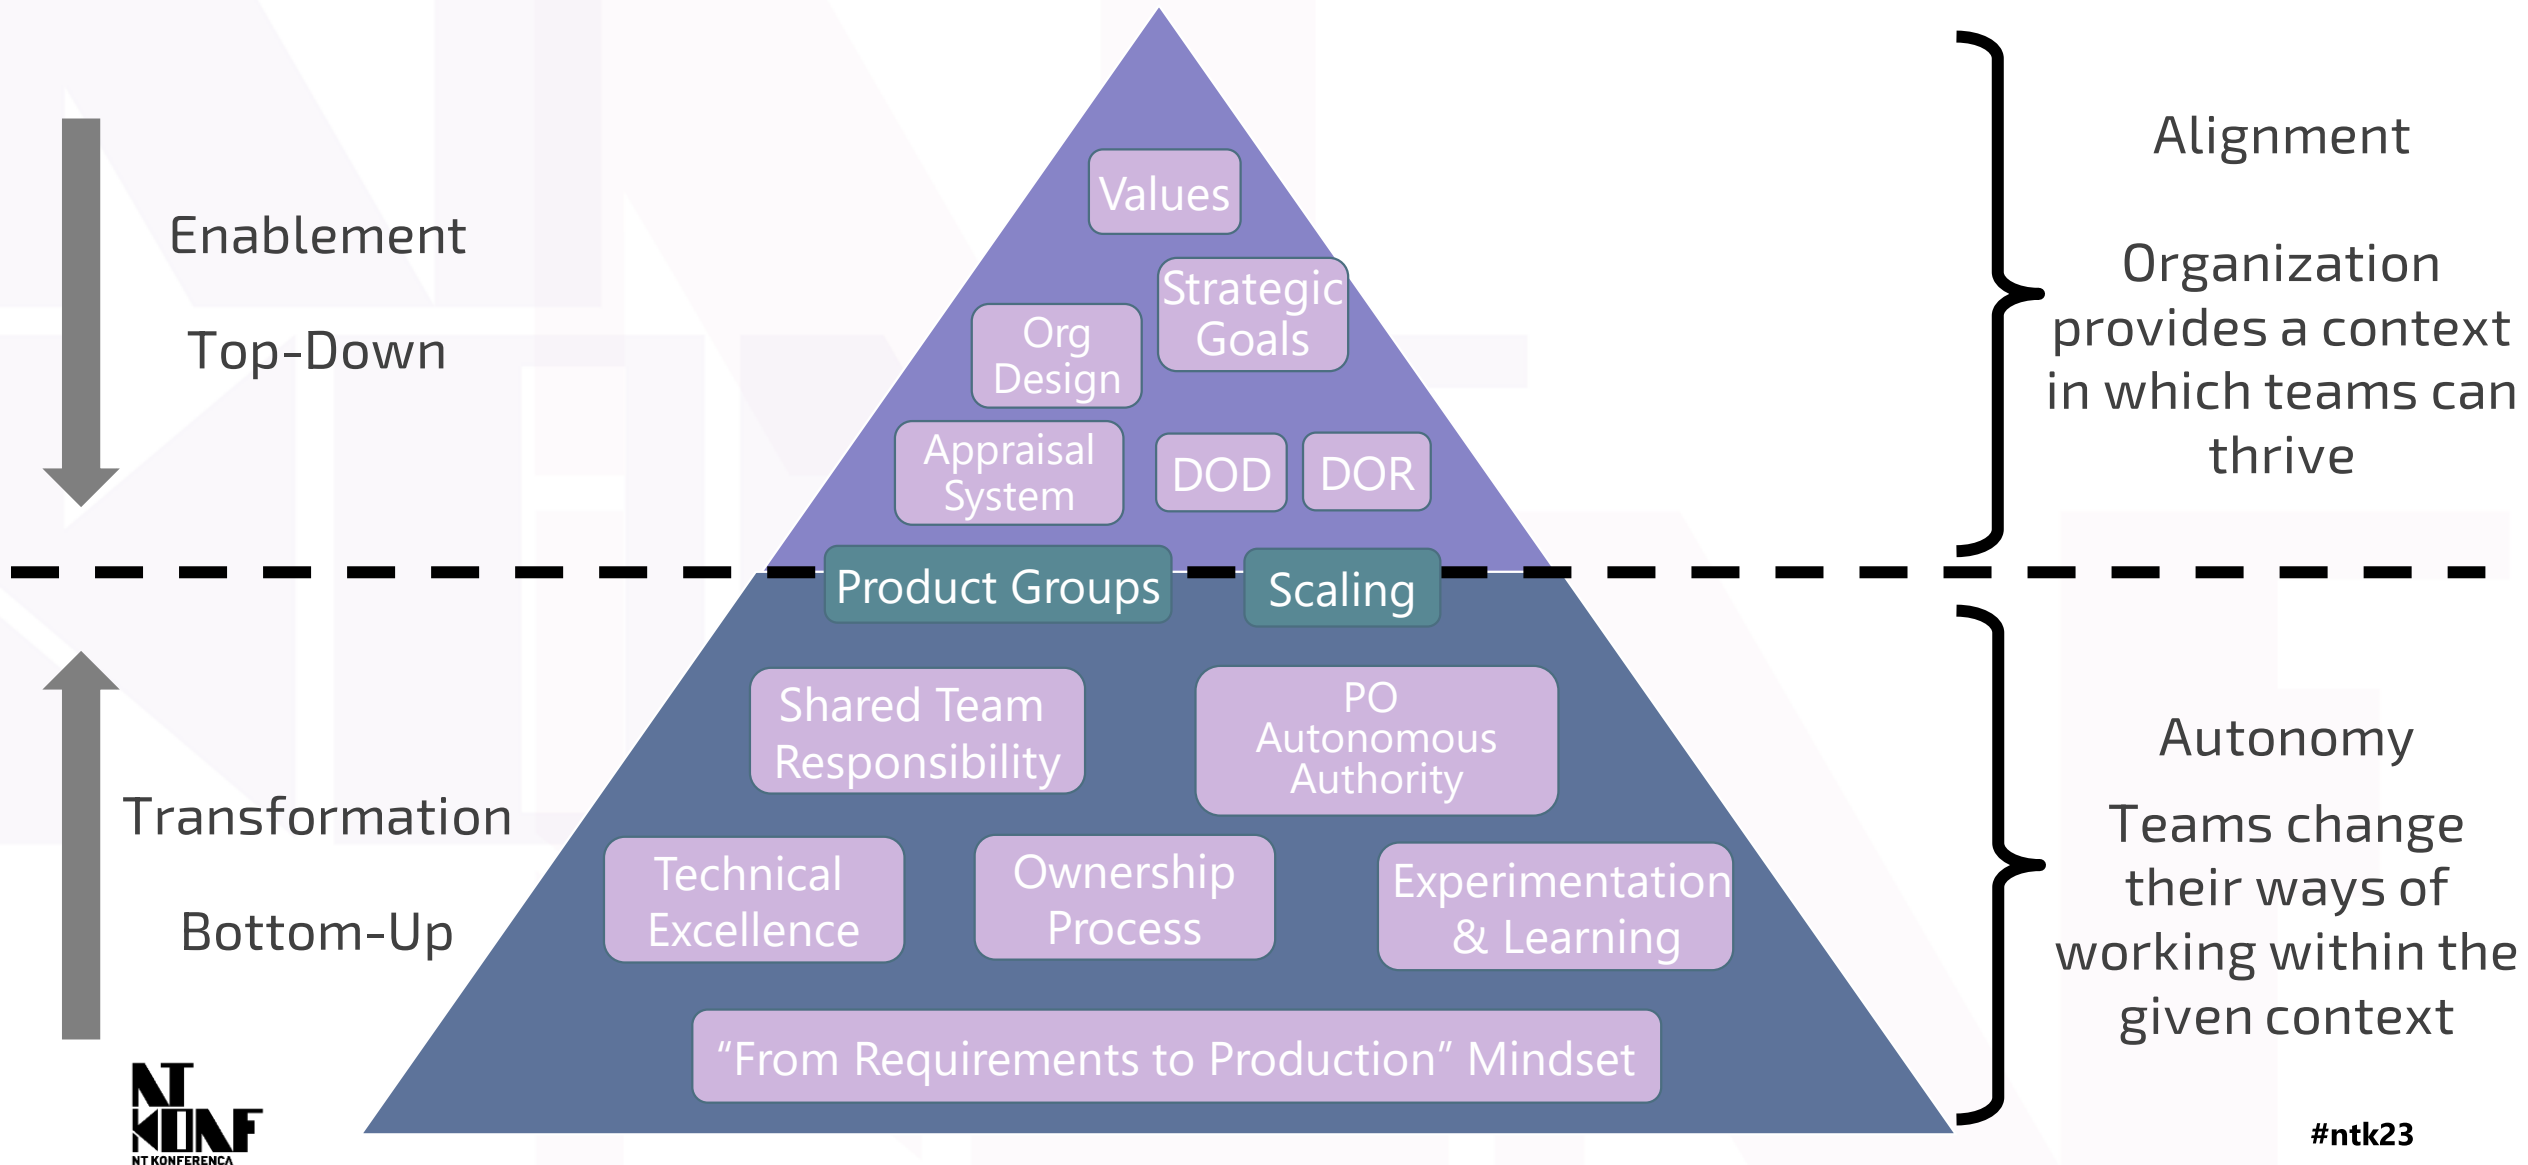 Enablement
Top-Down
Transformation
Bottom-Up
Values
Strategic
Goals
Org
Design
Appraisal
System
DOD
DOR
Product Groups
Scaling
Shared Team
Responsibility
PO
Autonomous
Authority
Technical
Excellence
Ownership
Process
Experimentation
& Learning
“From Requirements to Production” Mindset
Alignment
Organization
provides a context
in which teams can
thrive
Autonomy
Teams change
their ways of
working within the
given context
NT
KONF
NT KONFERENCA
#ntk23